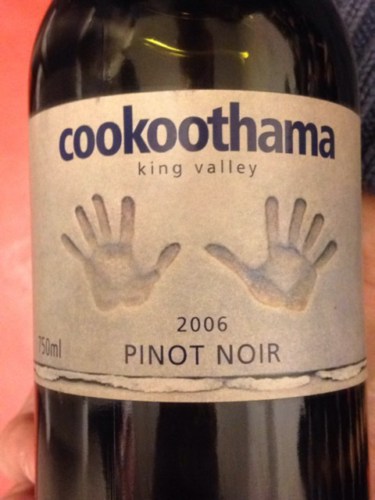 cookoothama
king valley
2006
750ml
PINOT NOIR